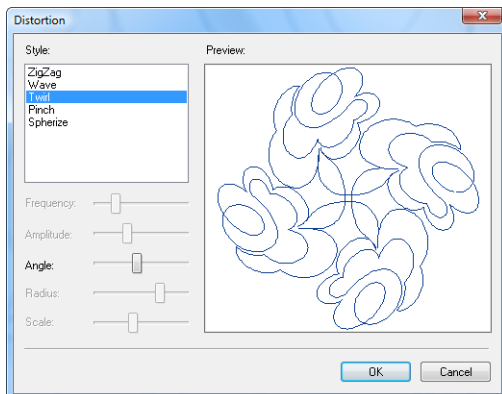 Distortion
Style:
Preview:
ZigZag
Wave
Twirl
Pinch
Spherize
Frequency:
Amplitude:
Angle:
Radius:
Scale:
OK
Cancel